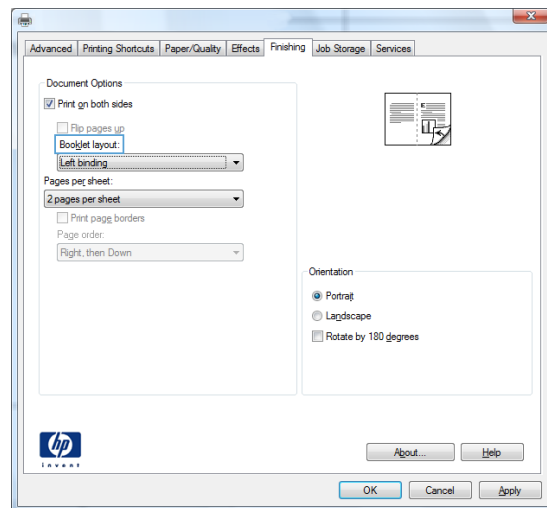 Advanced Printing Shortcuts Paper/Quality Effects Finishing Job Storage Services
Document Options
Print on both sides
Flip pages up
Booklet layout:
Left binding
Pages per sheet:
2 pages per sheet
Print page borders
Page order:
Right, then Down
Orientation
Portrait
Landscape
Rotate by 180 degrees
hp
invent
About... Help
OK Cancel Apply